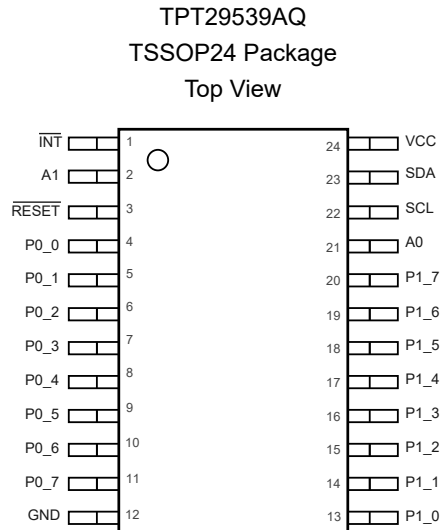 TPT29539AQ
TSSOP24 Package
Top View
INT 1 24 VCC
A1 2 23 SDA
RESET 3 22 SCL
P0_0 4 21 A0
P0_1 5 20 P1_7
P0_2 6 19 P1_6
P0_3 7 18 P1_5
P0_4 8 17 P1_4
P0_5 9 16 P1_3
P0_6 10 15 P1_2
P0_7 11 14 P1_1
GND 12 13 P1_0